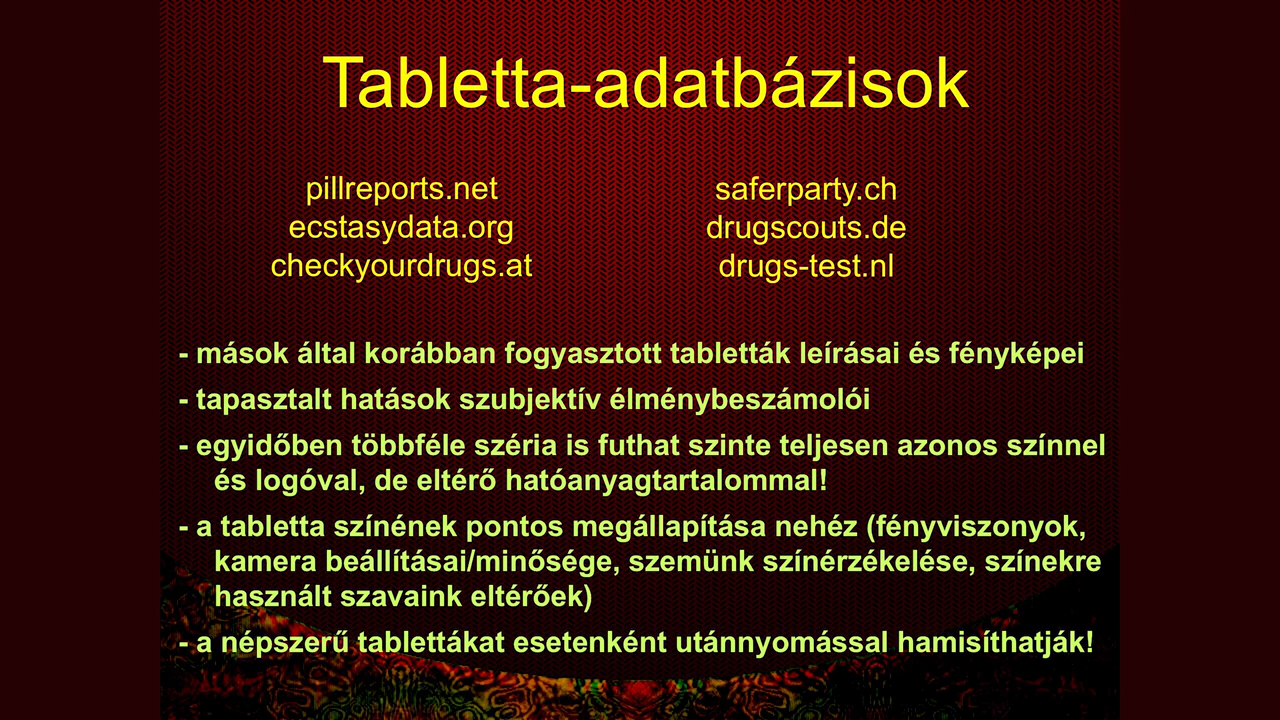 Tabletta-adatbázisok
pillreports.net
ecstasydata.org
checkyourdrugs.at
saferparty.ch
drugscouts.de
drugs-test.nl
- mások által korábban fogyasztott tabletták leírásai és fényképei
- tapasztalt hatások szubjektív élménybeszámolói
- egyidőben többféle széria is futhat szinte teljesen azonos színnel
és logóval, de eltérő hatóanyagtartalommal!
- a tabletta színének pontos megállapítása nehéz (fényviszonyok,
kamera beállításai/minősége, szemünk színérzékelése, színekre
használt szavaink eltérőek)
- a népszerű tablettákat esetenként utánnyomással hamisíthatják!